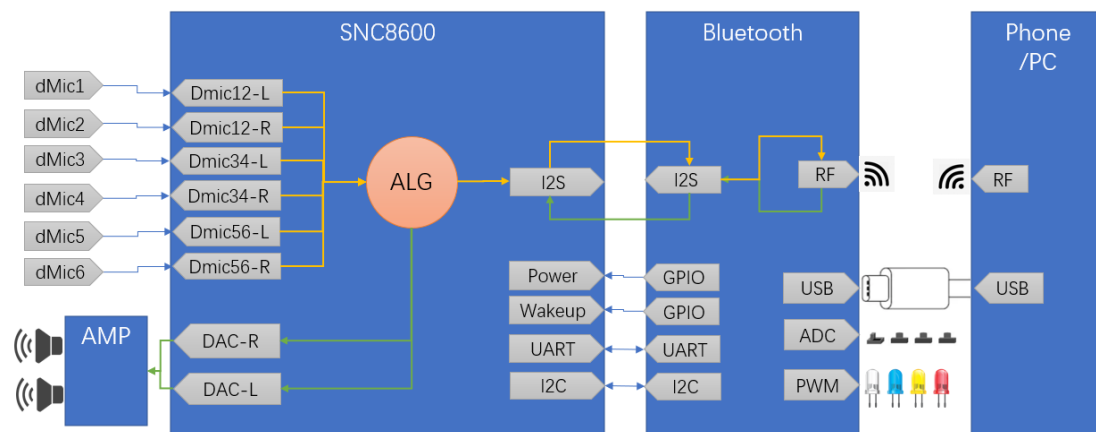 SNC8600
Bluetooth
Phone
/PC
dMic1
dMic2
dMic3
dMic4
dMic5
dMic6
Dmic12-L
Dmic12-R
Dmic34-L
Dmic34-R
Dmic56-L
Dmic56-R
ALG
I2S
I2S
RF
RF
Power
GPIO
Wakeup
GPIO
UART
UART
I2C
I2C
USB
USB
ADC
PWM
AMP
DAC-R
DAC-L